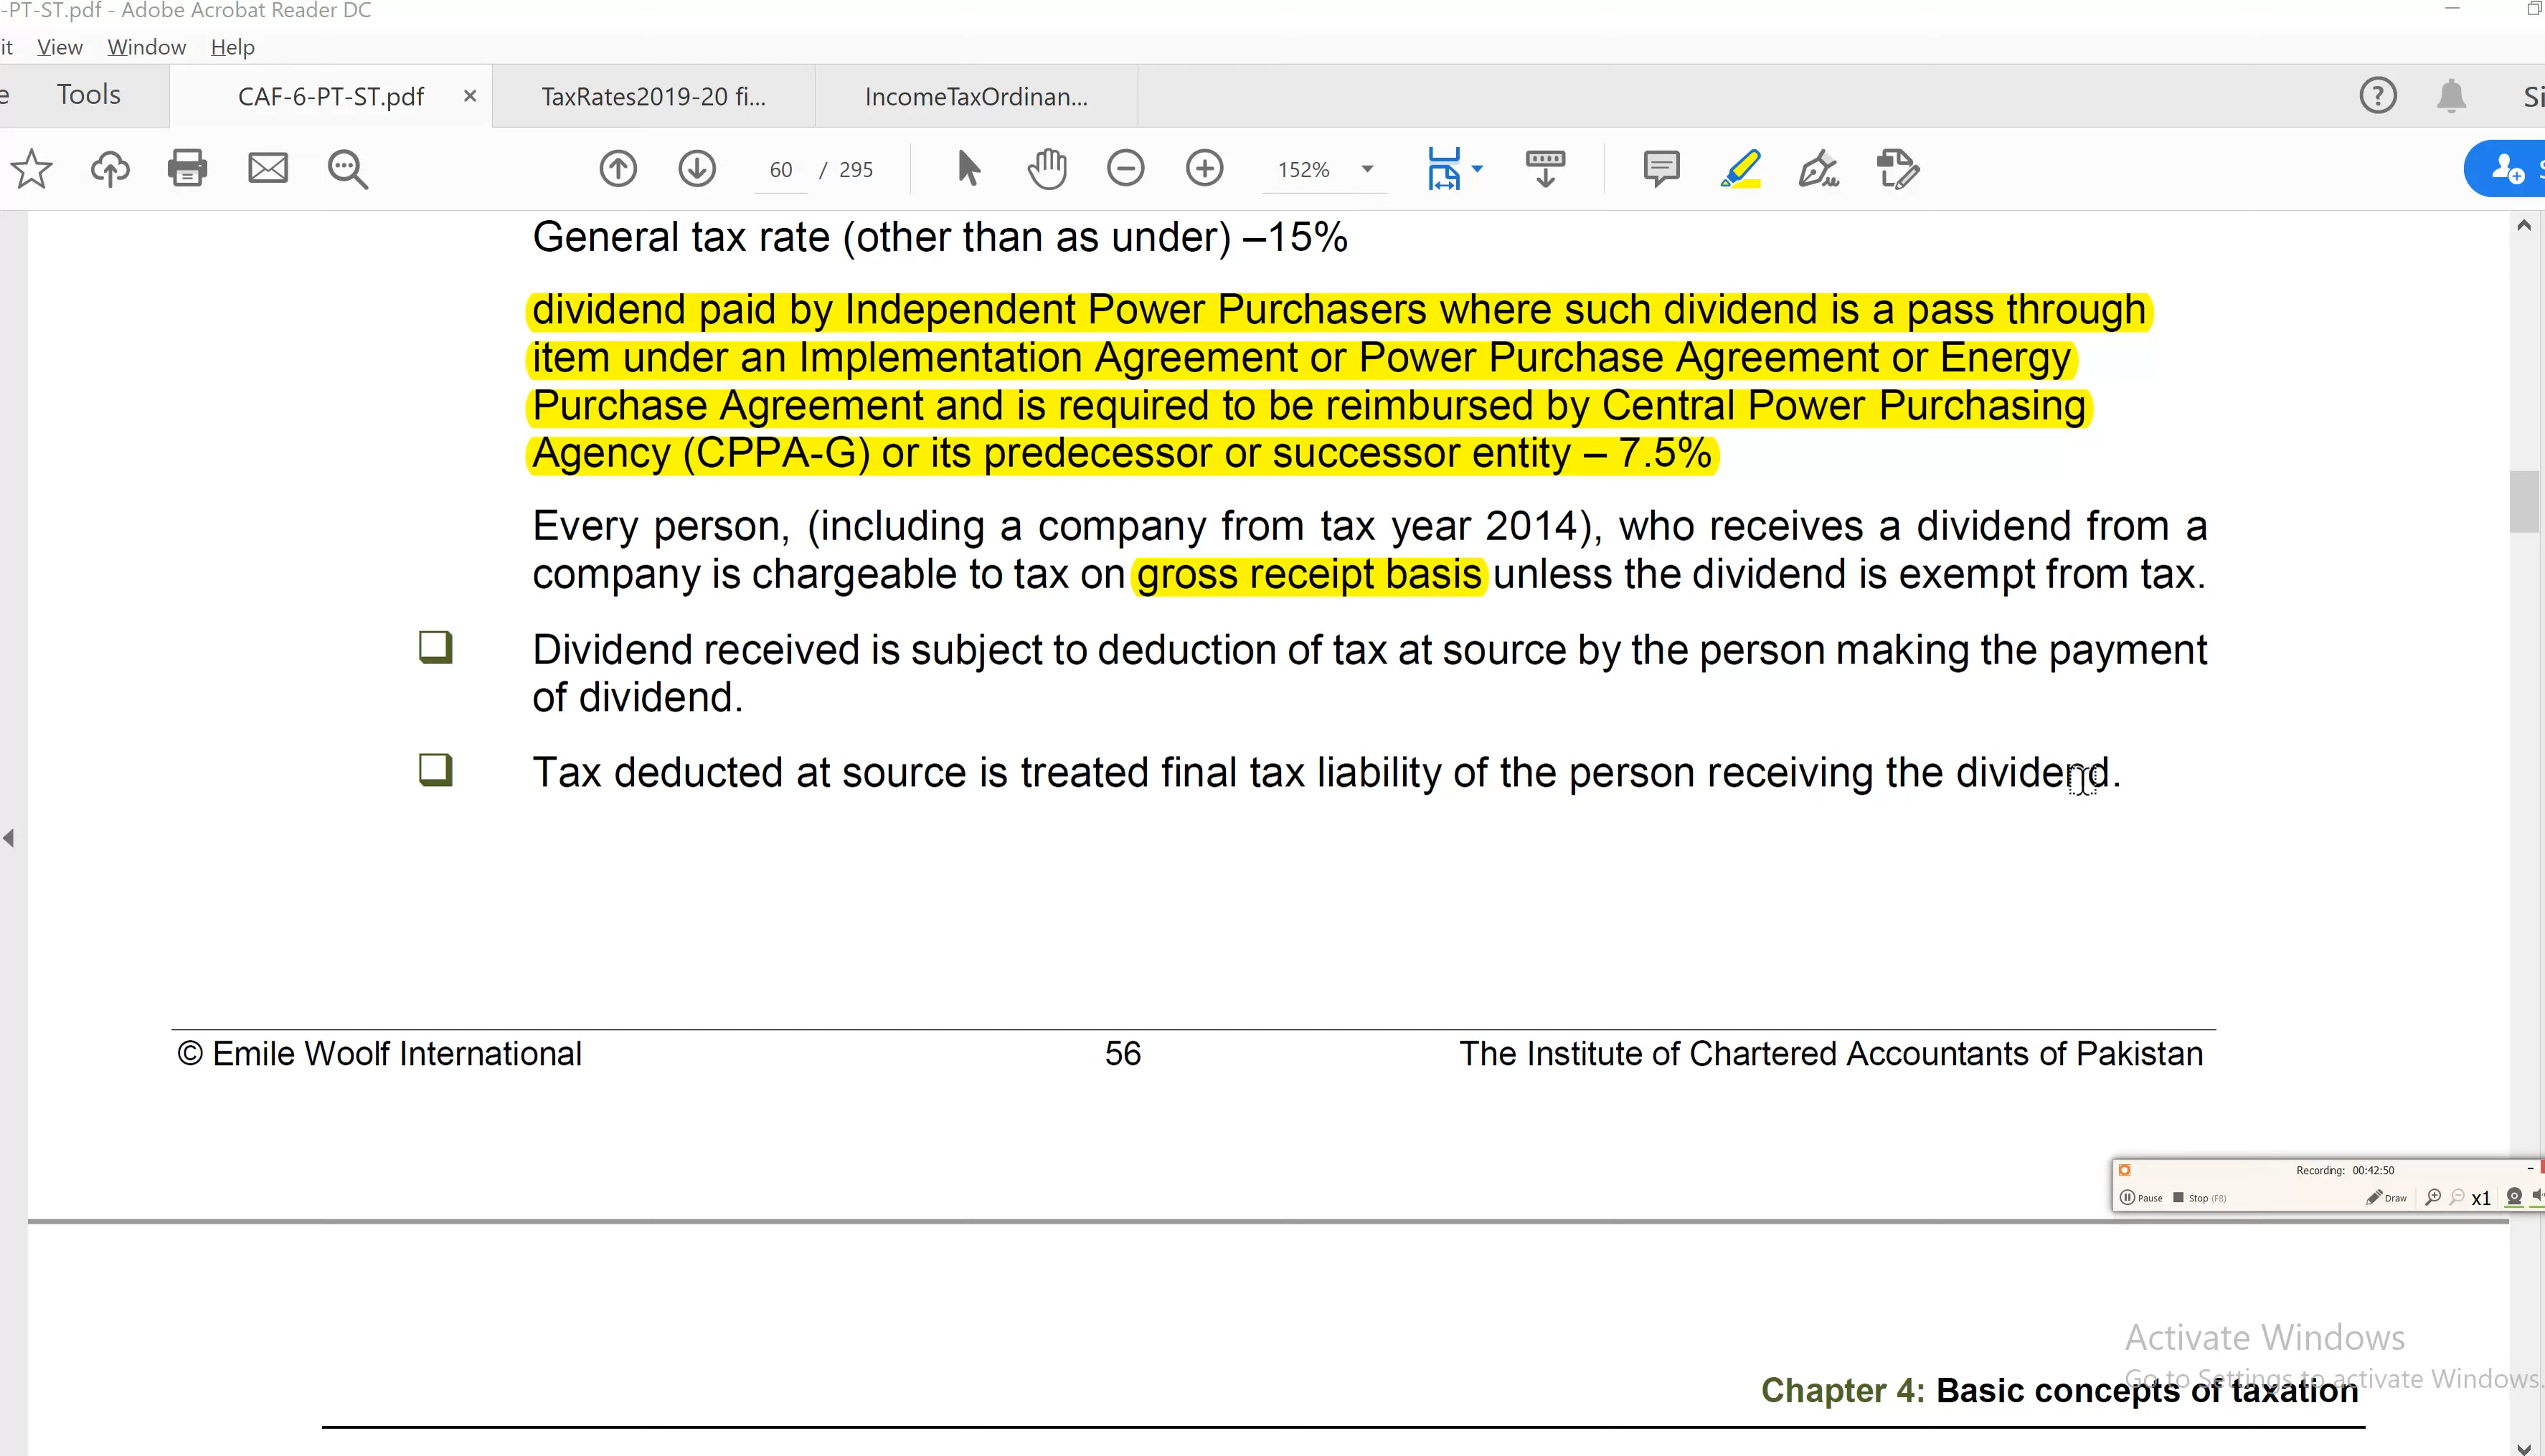 -PT-ST.pdf - Adobe Acrobat Reader DC
it View Window Help
e Tools CAF-6-PT-ST.pdf × TaxRates2019-20 fi... IncomeTaxOrdinan... ? Si
60 / 295 152%
General tax rate (other than as under) –15%
dividend paid by Independent Power Purchasers where such dividend is a pass through
item under an Implementation Agreement or Power Purchase Agreement or Energy
Purchase Agreement and is required to be reimbursed by Central Power Purchasing
Agency (CPPA-G) or its predecessor or successor entity – 7.5%
Every person, (including a company from tax year 2014), who receives a dividend from a
company is chargeable to tax on gross receipt basis unless the dividend is exempt from tax.
Dividend received is subject to deduction of tax at source by the person making the payment
of dividend.
Tax deducted at source is treated final tax liability of the person receiving the dividend.
© Emile Woolf International 56 The Institute of Chartered Accountants of Pakistan
Recording: 00:42:50
Pause Stop (F8) Draw x1
Activate Windows
Go to Settings to activate Windows.
Chapter 4: Basic concepts of taxation